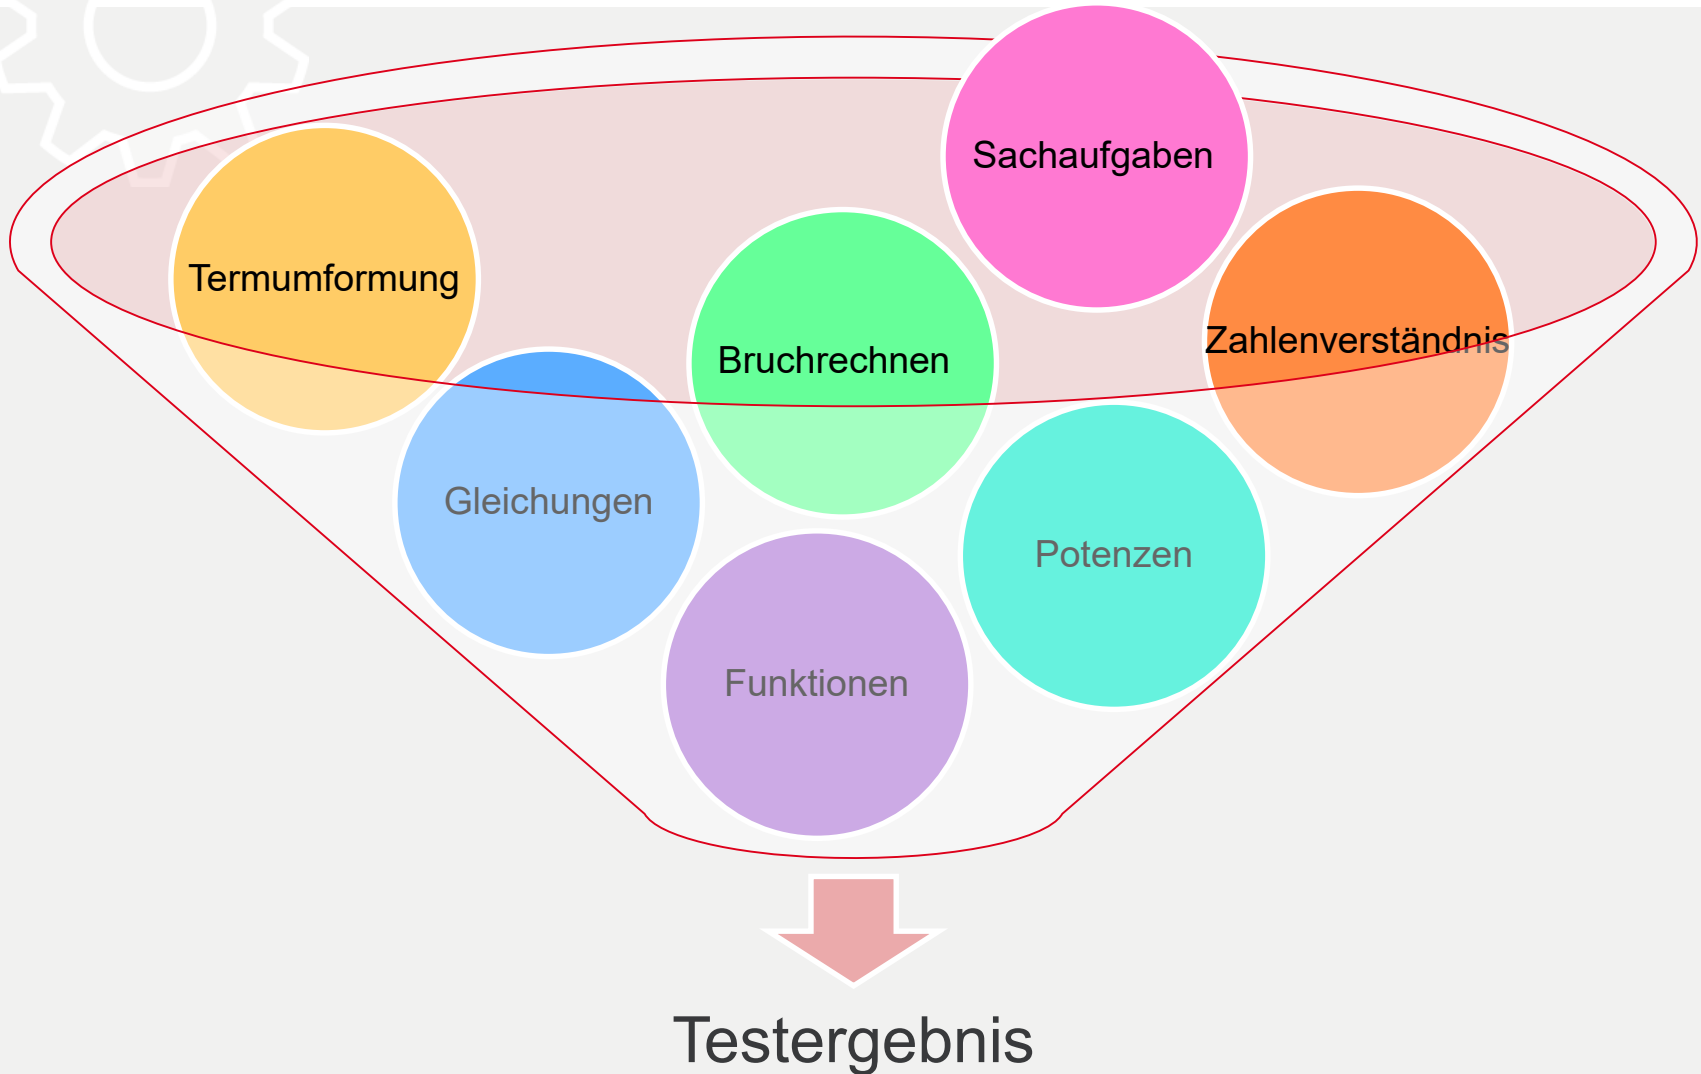 Sachaufgaben
Termumformung
Zahlenverständnis
Bruchrechnen
Gleichungen
Potenzen
Funktionen
Testergebnis